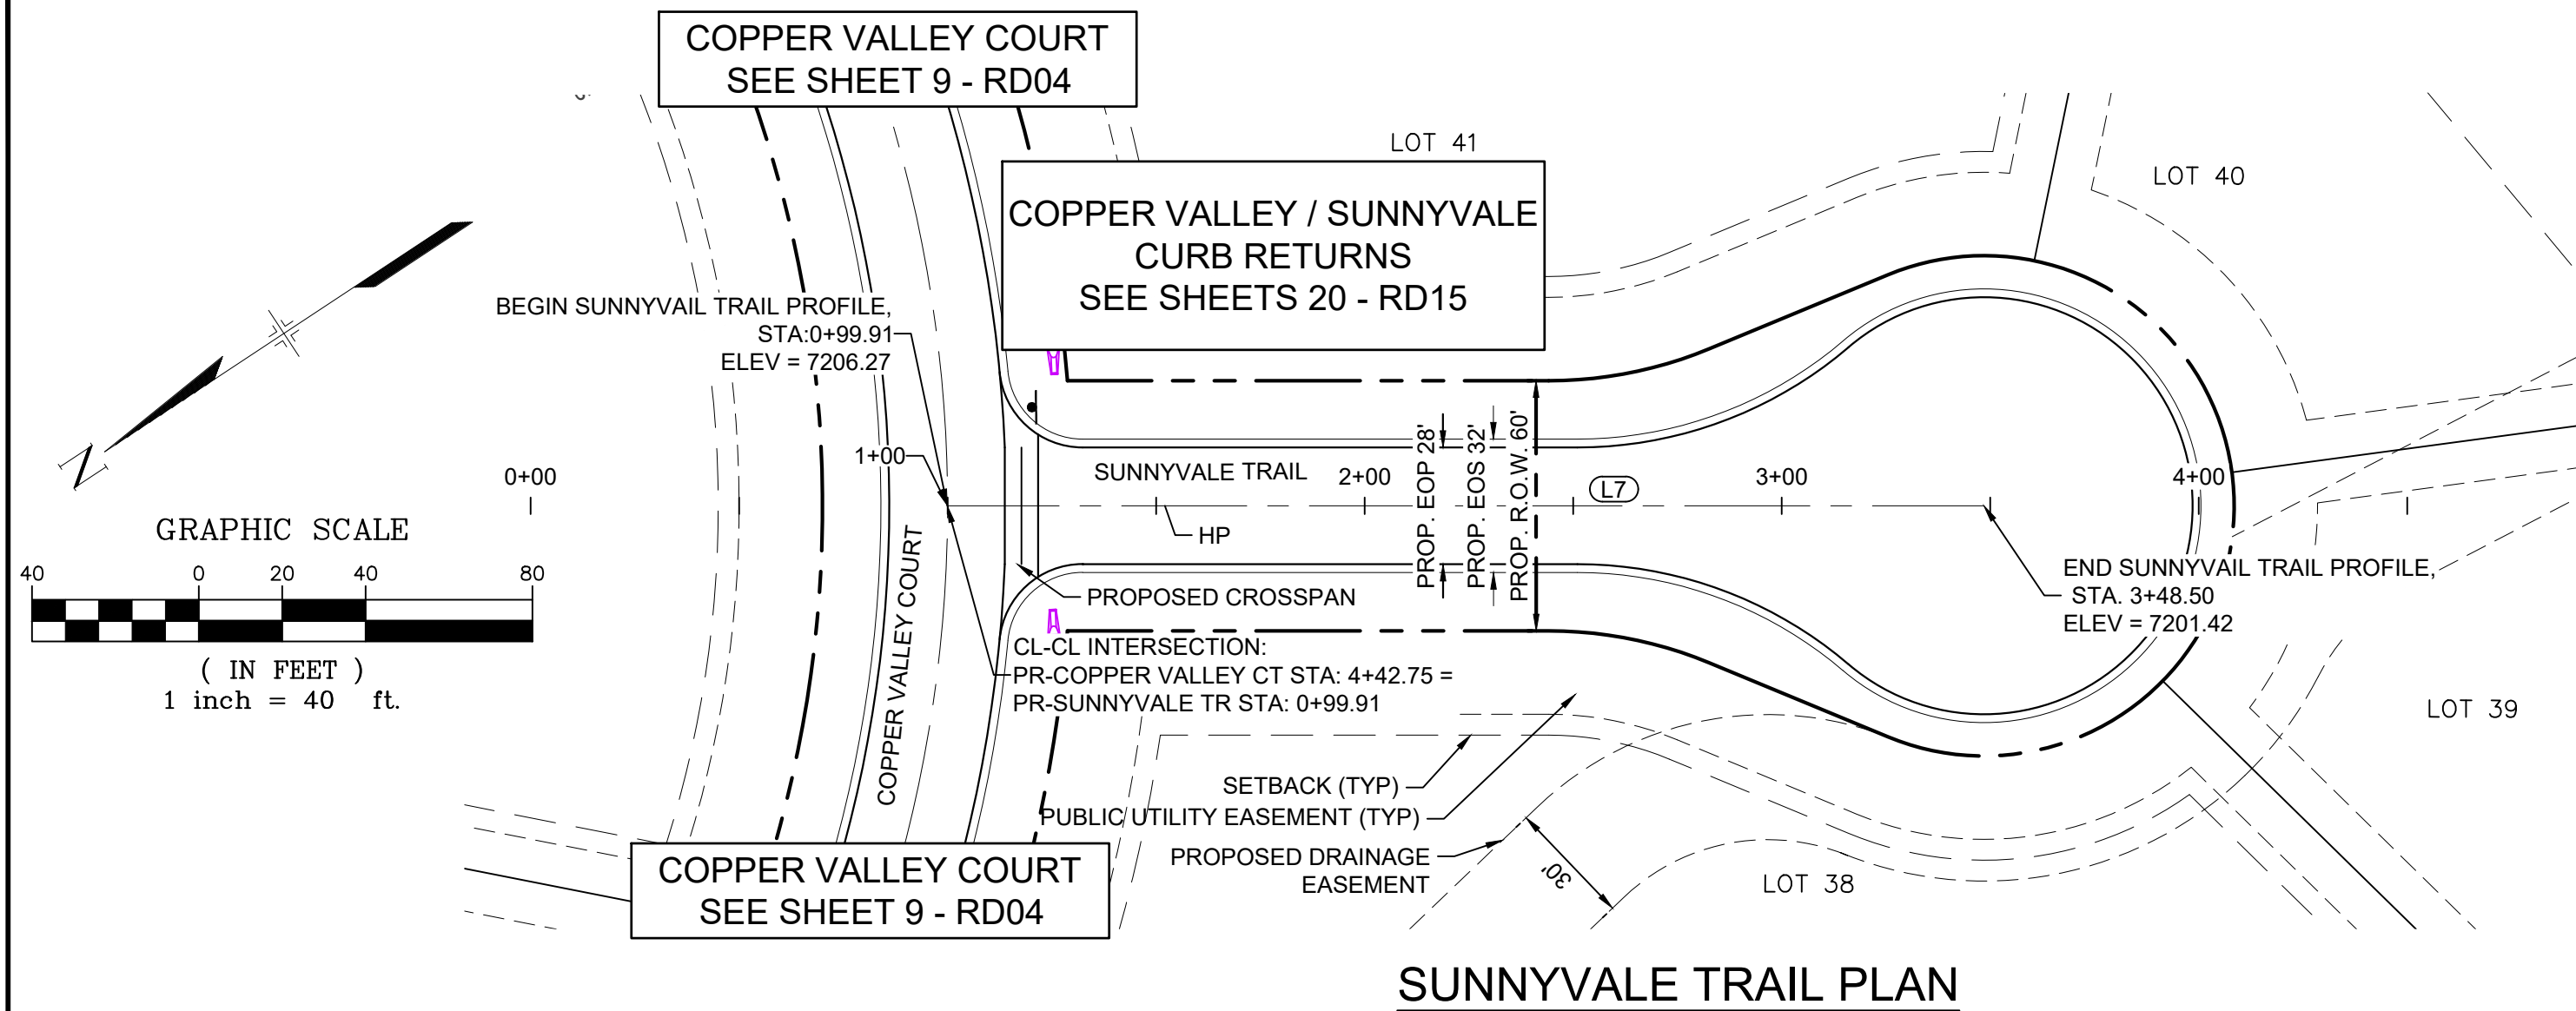 COPPER VALLEY COURT
SEE SHEET 9 - RD04
LOT 41
LOT 40
COPPER VALLEY / SUNNYVALE
CURB RETURNS
SEE SHEETS 20 - RD15
BEGIN SUNNYVAIL TRAIL PROFILE,
STA:0+99.91
ELEV = 7206.27
N
0+00
1+00
SUNNYVALE TRAIL
2+00
PROP. EOP 28'
PROP. EOS 32'
PROP. R.O.W. 60'
L7
3+00
4+00
HP
GRAPHIC SCALE
40 0 20 40 80
( IN FEET )
1 inch = 40 ft.
COPPER VALLEY COURT
PROPOSED CROSSPAN
END SUNNYVAIL TRAIL PROFILE,
STA. 3+48.50
ELEV = 7201.42
CL-CL INTERSECTION:
PR-COPPER VALLEY CT STA: 4+42.75 =
PR-SUNNYVALE TR STA: 0+99.91
LOT 39
SETBACK (TYP)
PUBLIC UTILITY EASEMENT (TYP)
PROPOSED DRAINAGE
EASEMENT
30'
LOT 38
COPPER VALLEY COURT
SEE SHEET 9 - RD04
SUNNYVALE TRAIL PLAN